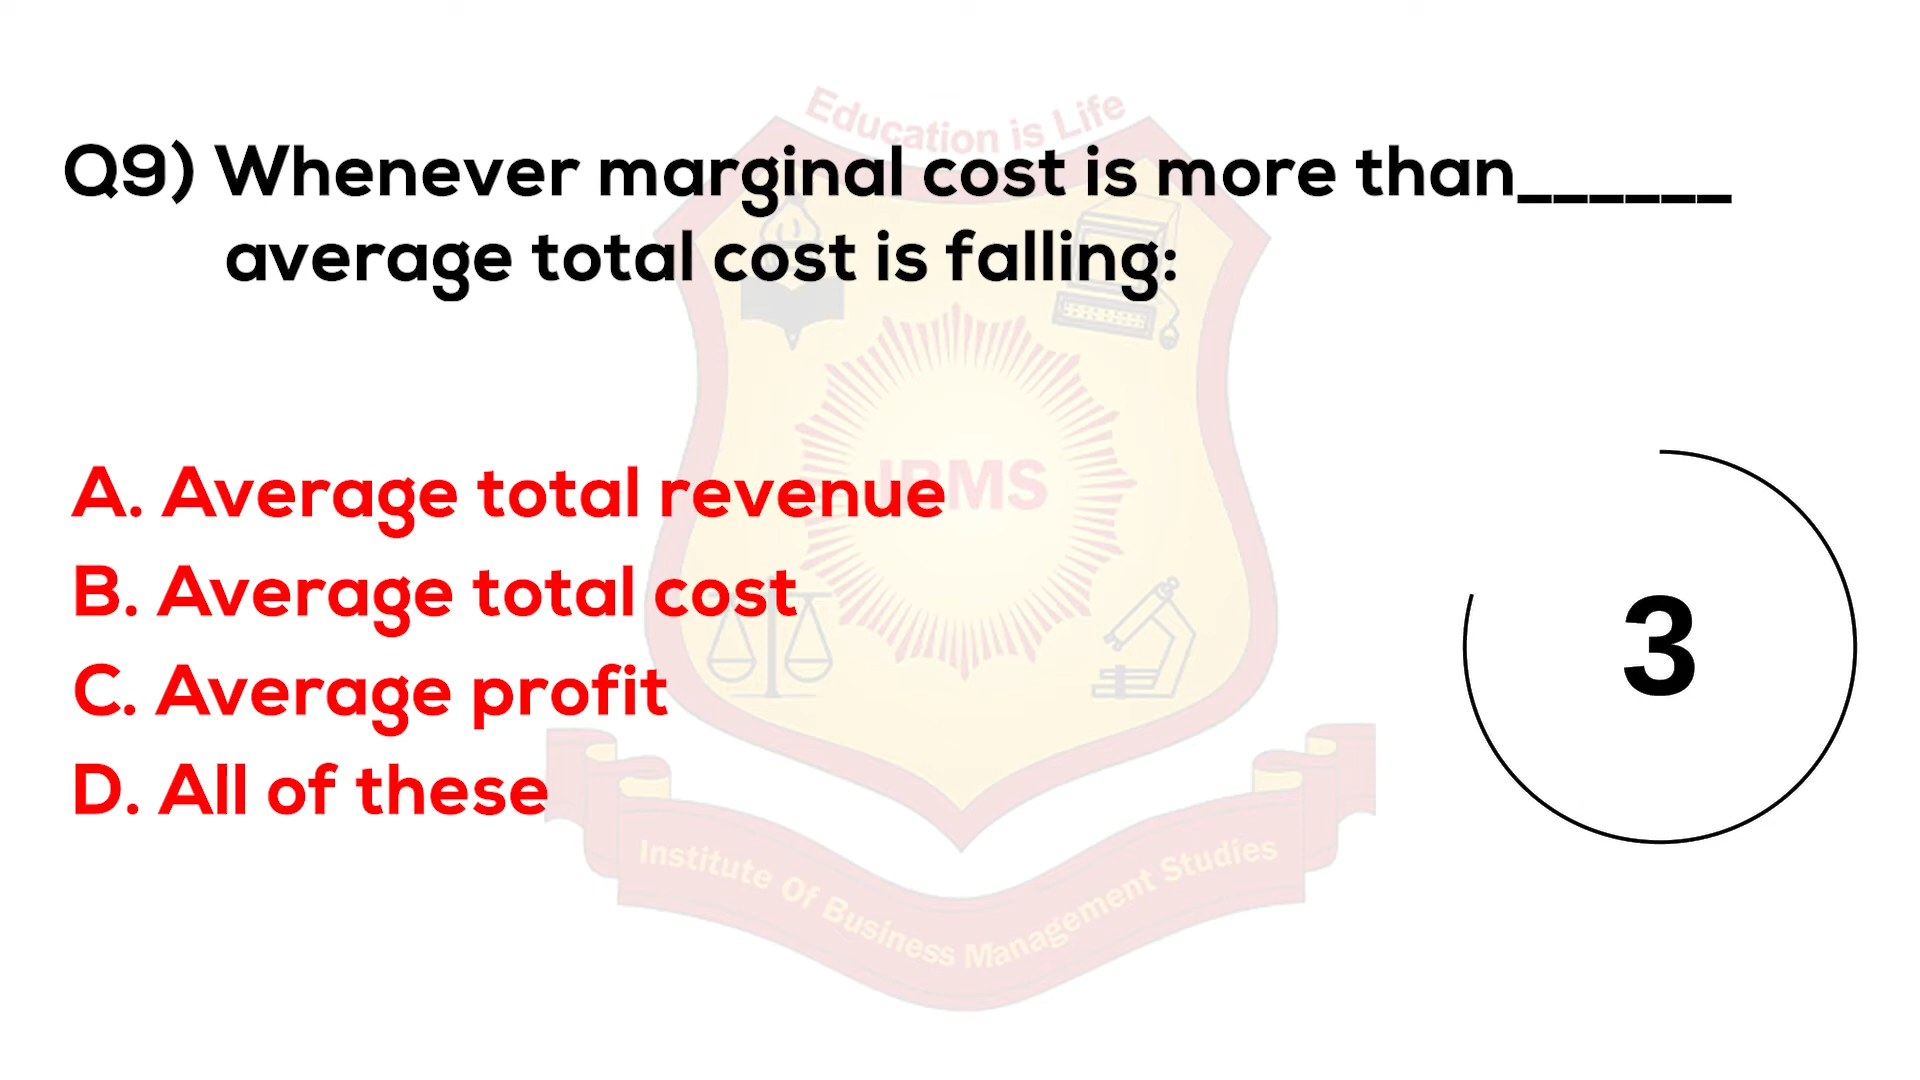 Education is Life
Q9) Whenever marginal cost is more than______
average total cost is falling:
IBMS
A. Average total revenue
B. Average total cost
C. Average profit
D. All of these
3
Institute Of Business Management Studies